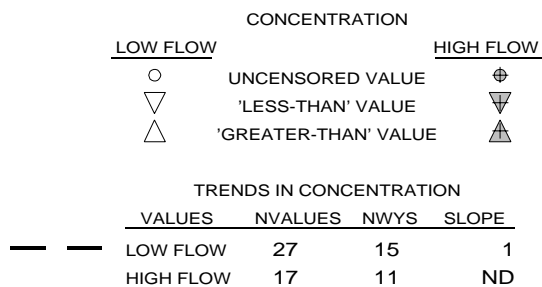 CONCENTRATION
LOW FLOW HIGH FLOW
UNCENSORED VALUE
'LESS-THAN' VALUE
'GREATER-THAN' VALUE
TRENDS IN CONCENTRATION
VALUES NVALUES NWYS SLOPE
LOW FLOW 27 15 1
HIGH FLOW 17 11 ND